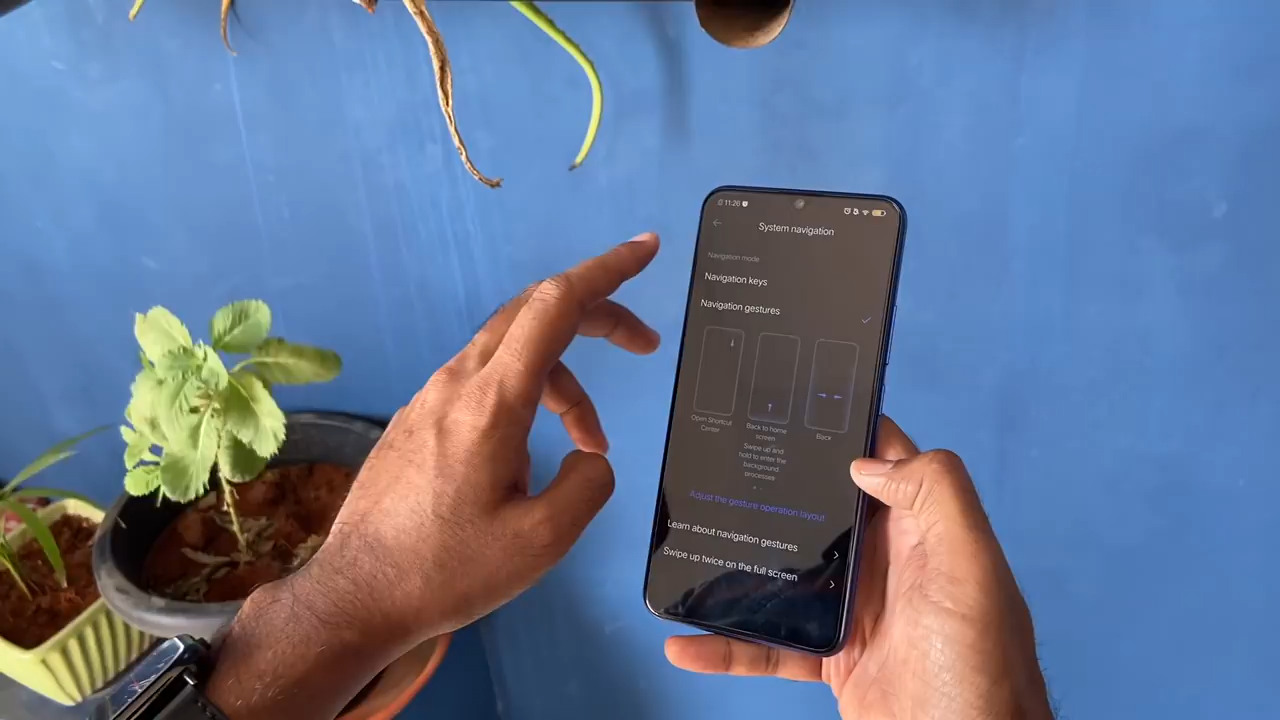 11:26
System navigation
Navigation mode
Navigation keys
Navigation gestures
Open Shortcut
Center
Back to home
screen
Swipe up and
hold to enter the
background
processes
Back
Adjust the gesture operation layout
Learn about navigation gestures
Swipe up twice on the full screen